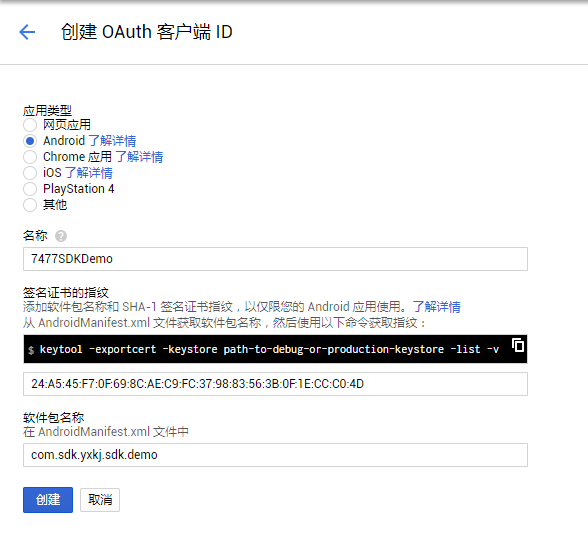 创建 OAuth 客户端 ID
应用类型
网页应用
Android 了解详情
Chrome 应用 了解详情
iOS 了解详情
PlayStation 4
其他
名称 ?
7477SDKDemo
签名证书的指纹
添加软件包名称和 SHA-1 签名证书指纹，以仅限您的 Android 应用使用。了解详情
从 AndroidManifest.xml 文件获取软件包名称，然后使用以下命令获取指纹：
$ keytool -exportcert -keystore path-to-debug-or-production-keystore -list -v
24:A5:45:F7:0F:69:8C:AE:C9:FC:37:98:83:56:3B:0F:1E:CC:C0:4D
软件包名称
在 AndroidManifest.xml 文件中
com.sdk.yxkj.sdk.demo
创建 取消